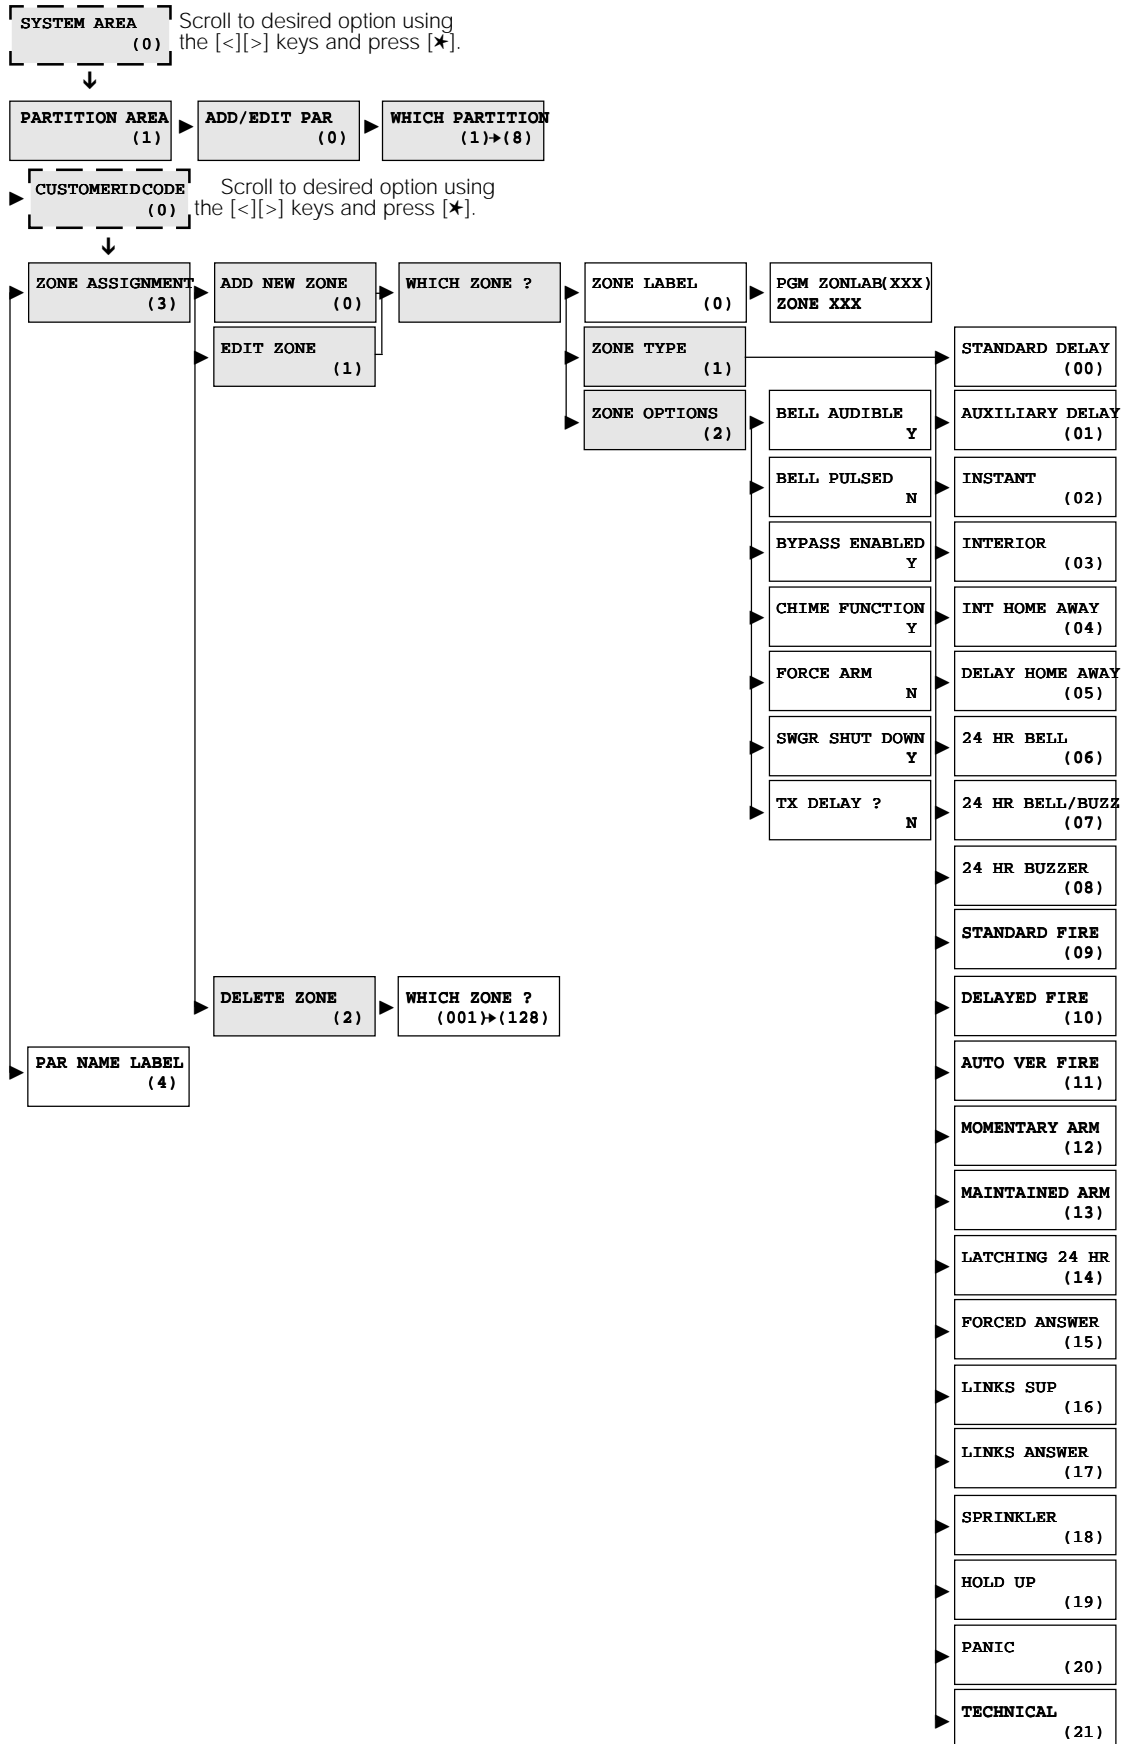 SYSTEM AREA
(0)
Scroll to desired option using
the [<][>] keys and press [✶].
PARTITION AREA
(1)
ADD/EDIT PAR
(0)
WHICH PARTITION
(1)→(8)
CUSTOMERIDCODE
(0)
Scroll to desired option using
the [<][>] keys and press [✶].
ZONE ASSIGNMENT
(3)
ADD NEW ZONE
(0)
WHICH ZONE ?
ZONE LABEL
(0)
PGM ZONLAB(XXX)
ZONE XXX
EDIT ZONE
(1)
ZONE TYPE
(1)
STANDARD DELAY
(00)
ZONE OPTIONS
(2)
BELL AUDIBLE
Y
AUXILIARY DELAY
(01)
BELL PULSED
N
INSTANT
(02)
BYPASS ENABLED
Y
INTERIOR
(03)
CHIME FUNCTION
Y
INT HOME AWAY
(04)
FORCE ARM
N
DELAY HOME AWAY
(05)
SWGR SHUT DOWN
Y
24 HR BELL
(06)
TX DELAY ?
N
24 HR BELL/BUZZ
(07)
24 HR BUZZER
(08)
STANDARD FIRE
(09)
DELETE ZONE
(2)
WHICH ZONE ?
(001)→(128)
DELAYED FIRE
(10)
PAR NAME LABEL
(4)
AUTO VER FIRE
(11)
MOMENTARY ARM
(12)
MAINTAINED ARM
(13)
LATCHING 24 HR
(14)
FORCED ANSWER
(15)
LINKS SUP
(16)
LINKS ANSWER
(17)
SPRINKLER
(18)
HOLD UP
(19)
PANIC
(20)
TECHNICAL
(21)